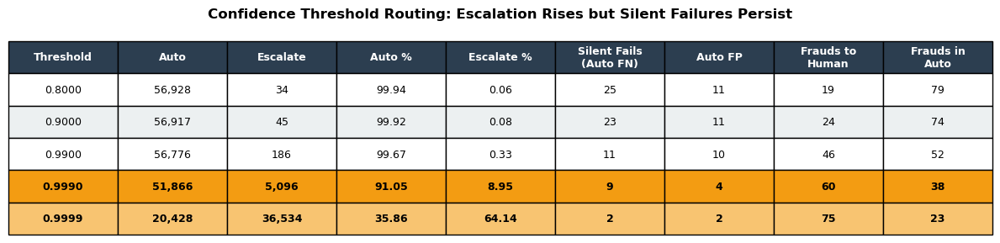 Confidence Threshold Routing: Escalation Rises but Silent Failures Persist
Threshold Auto Escalate Auto % Escalate % Silent Fails (Auto FN) Auto FP Frauds to Human Frauds in Auto
0.8000 56,928 34 99.94 0.06 25 11 19 79
0.9000 56,917 45 99.92 0.08 23 11 24 74
0.9900 56,776 186 99.67 0.33 11 10 46 52
0.9990 51,866 5,096 91.05 8.95 9 4 60 38
0.9999 20,428 36,534 35.86 64.14 2 2 75 23